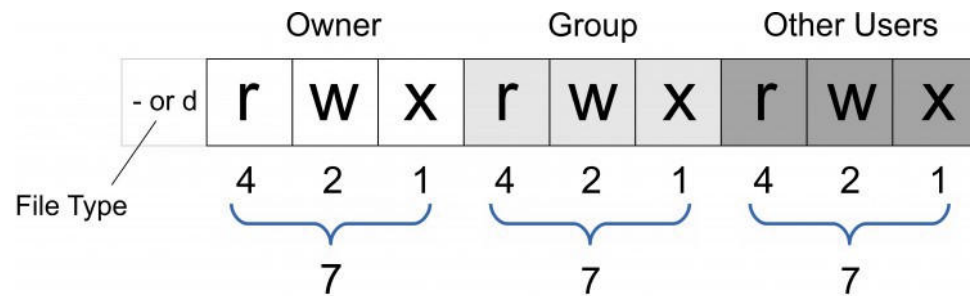 Owner Group Other Users
- or d r w x r w x r w x
4 2 1 4 2 1 4 2 1
File Type
7 7 7